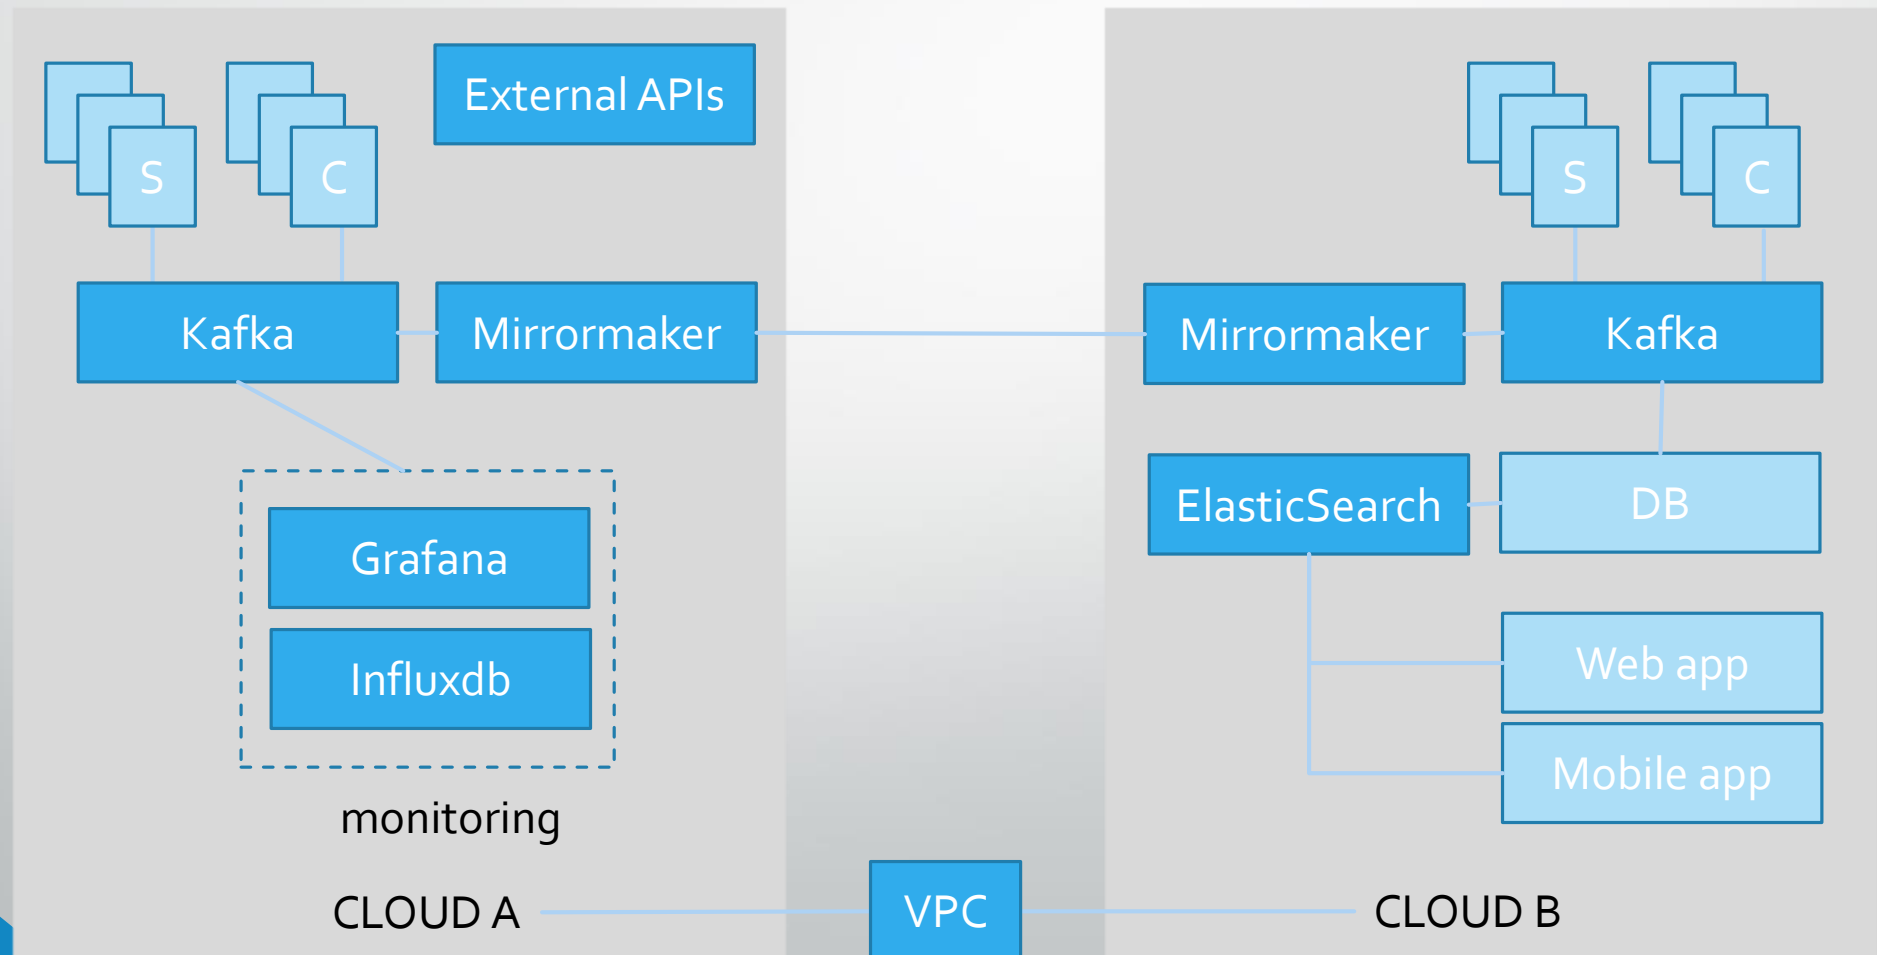 External APIs
S
C
S
C
Kafka
Mirrormaker
Mirrormaker
Kafka
ElasticSearch
DB
Grafana
Influxdb
Web app
Mobile app
monitoring
CLOUD A
VPC
CLOUD B